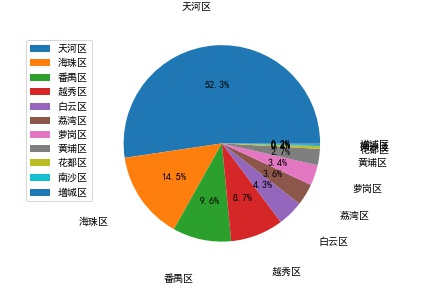 天河区
天河区
海珠区
番禺区
越秀区
白云区
荔湾区
萝岗区
黄埔区
花都区
南沙区
增城区
52.3%
14.5%
9.6%
8.7%
4.3%
3.6%
3.4%
2.7%
增城区
黄埔区
萝岗区
荔湾区
白云区
越秀区
番禺区
海珠区